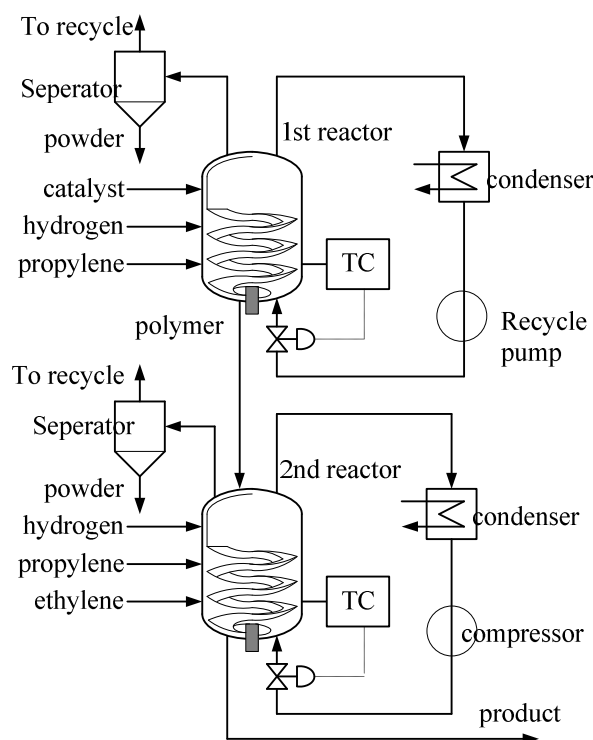 To recycle
Seperator
powder
1st reactor
condenser
catalyst
hydrogen
propylene
TC
polymer
Recycle
pump
To recycle
Seperator
powder
2nd reactor
condenser
hydrogen
propylene
ethylene
TC
compressor
product